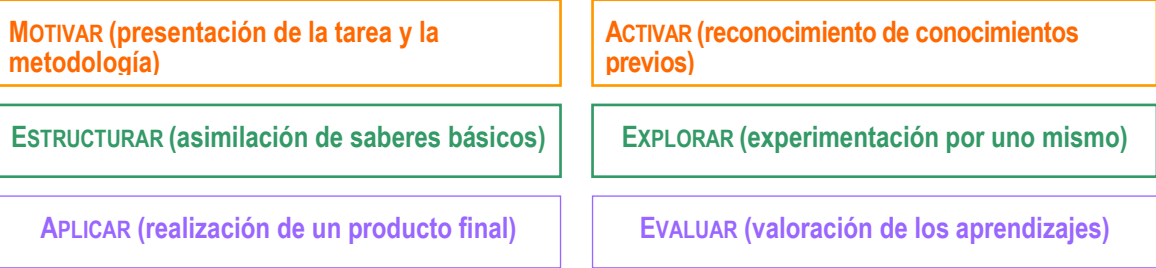 MOTIVAR (presentación de la tarea y la
metodología)
ACTIVAR (reconocimiento de conocimientos
previos)
ESTRUCTURAR (asimilación de saberes básicos)
EXPLORAR (experimentación por uno mismo)
APLICAR (realización de un producto final)
EVALUAR (valoración de los aprendizajes)